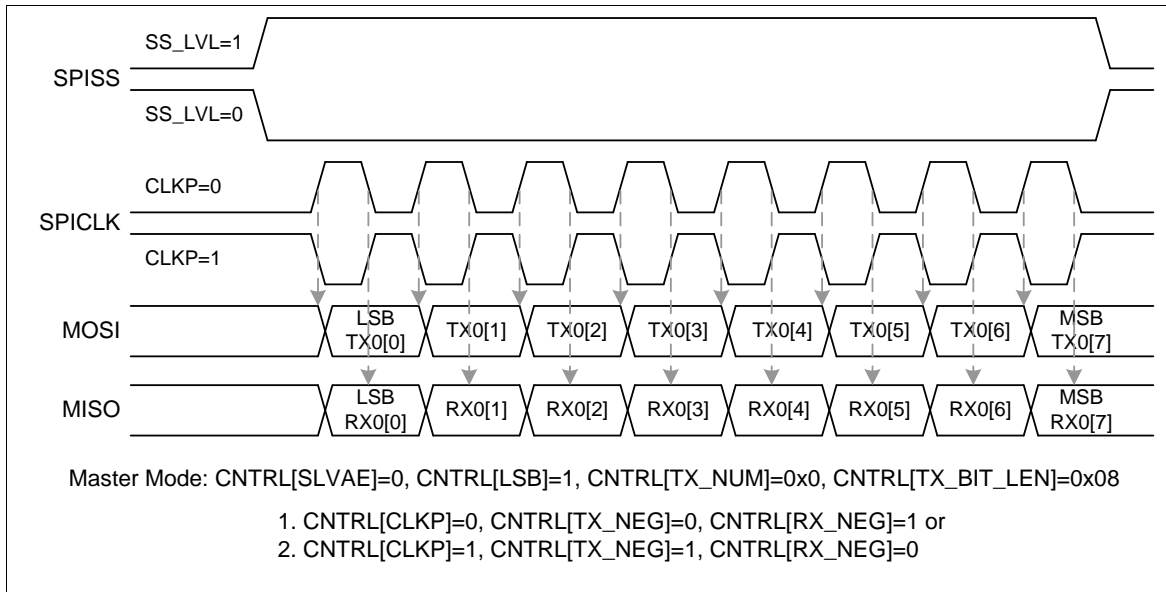 SS_LVL=1
SPISS
SS_LVL=0
CLKP=0
SPICLK
CLKP=1
MOSI
LSB
TX0[0]
TX0[1]
TX0[2]
TX0[3]
TX0[4]
TX0[5]
TX0[6]
MSB
TX0[7]
MISO
LSB
RX0[0]
RX0[1]
RX0[2]
RX0[3]
RX0[4]
RX0[5]
RX0[6]
MSB
RX0[7]
Master Mode: CNTRL[SLVAE]=0, CNTRL[LSB]=1, CNTRL[TX_NUM]=0x0, CNTRL[TX_BIT_LEN]=0x08
1. CNTRL[CLKP]=0, CNTRL[TX_NEG]=0, CNTRL[RX_NEG]=1 or
2. CNTRL[CLKP]=1, CNTRL[TX_NEG]=1, CNTRL[RX_NEG]=0